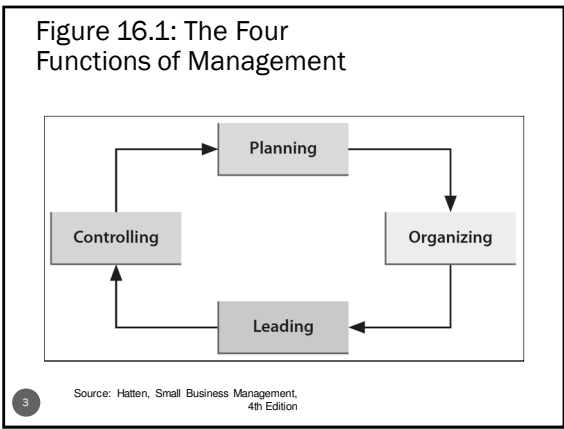 Figure 16.1: The Four
Functions of Management
Planning
Controlling
Organizing
Leading
3
Source: Hatten, Small Business Management,
4th Edition